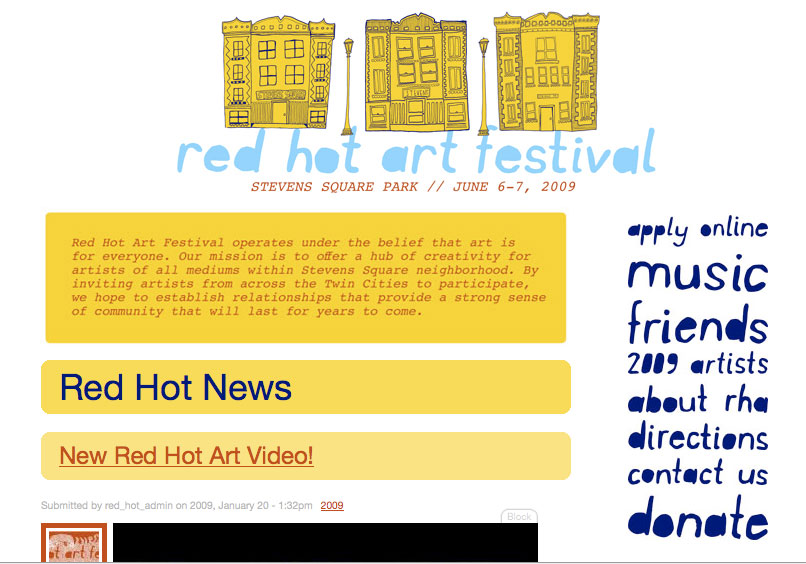 STEVENS
red hot art festival
STEVENS SQUARE PARK // JUNE 6-7, 2009
Red Hot Art Festival operates under the belief that art is
for everyone. Our mission is to offer a hub of creativity for
artists of all mediums within Stevens Square neighborhood. By
inviting artists from across the Twin Cities to participate,
we hope to establish relationships that provide a strong sense
of community that will last for years to come.
Red Hot News
New Red Hot Art Video!
Submitted by red_hot_admin on 2009, January 20 - 1:32pm 2009
Block
ot art fe
apply online
music
friends
2009 artists
about rha
directions
contact us
donate